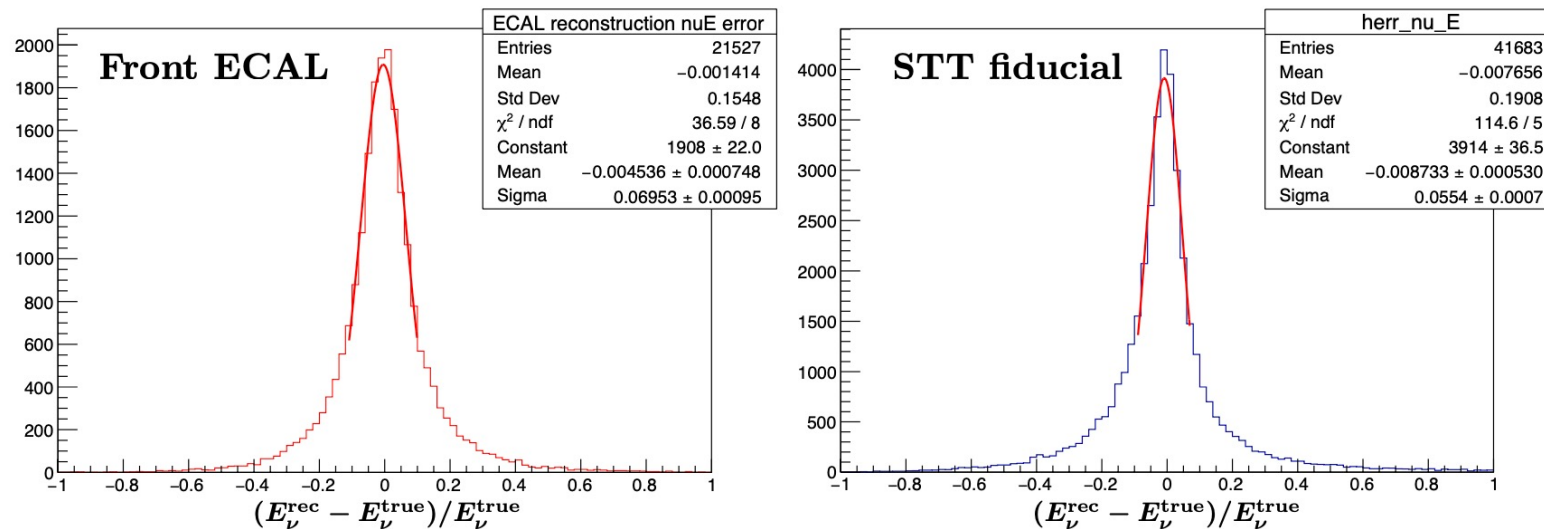 Front ECAL
ECAL reconstruction nuE error
Entries 21527
Mean −0.001414
Std Dev 0.1548
χ² / ndf 36.59 / 8
Constant 1908 ± 22.0
Mean −0.004536 ± 0.000748
Sigma 0.06953 ± 0.00095
2000
1800
1600
1400
1200
1000
800
600
400
200
0
−1 −0.8 −0.6 −0.4 −0.2 0 0.2 0.4 0.6 0.8 1
(E_ν^rec − E_ν^true)/E_ν^true
STT fiducial
herr_nu_E
Entries 41683
Mean −0.007656
Std Dev 0.1908
χ² / ndf 114.6 / 5
Constant 3914 ± 36.5
Mean −0.008733 ± 0.000530
Sigma 0.0554 ± 0.0007
4000
3500
3000
2500
2000
1500
1000
500
0
−1 −0.8 −0.6 −0.4 −0.2 0 0.2 0.4 0.6 0.8 1
(E_ν^rec − E_ν^true)/E_ν^true